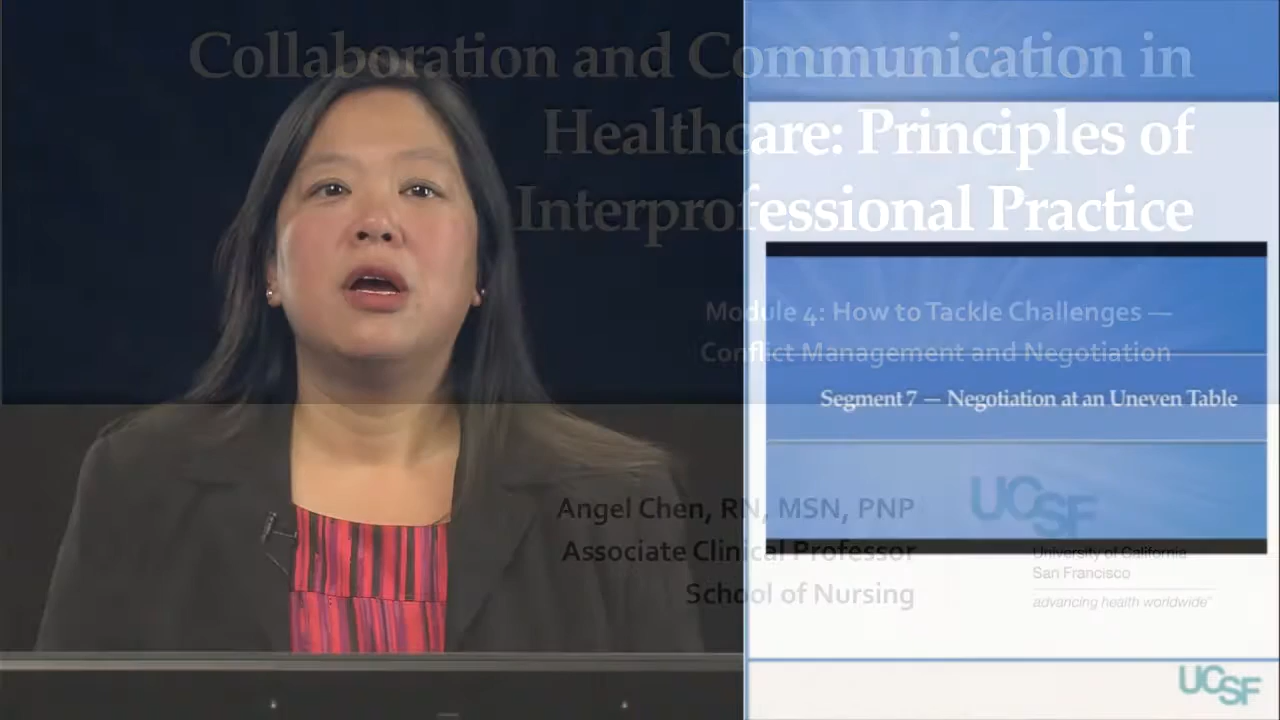 Collaboration and Communication in
Healthcare: Principles of
Interprofessional Practice
Module 4: How to Tackle Challenges —
Conflict Management and Negotiation
Segment 7 — Negotiation at an Uneven Table
UCSF
Angel Chen, RN, MSN, PNP
Associate Clinical Professor
School of Nursing
University of California
San Francisco
advancing health worldwide™
UCSF